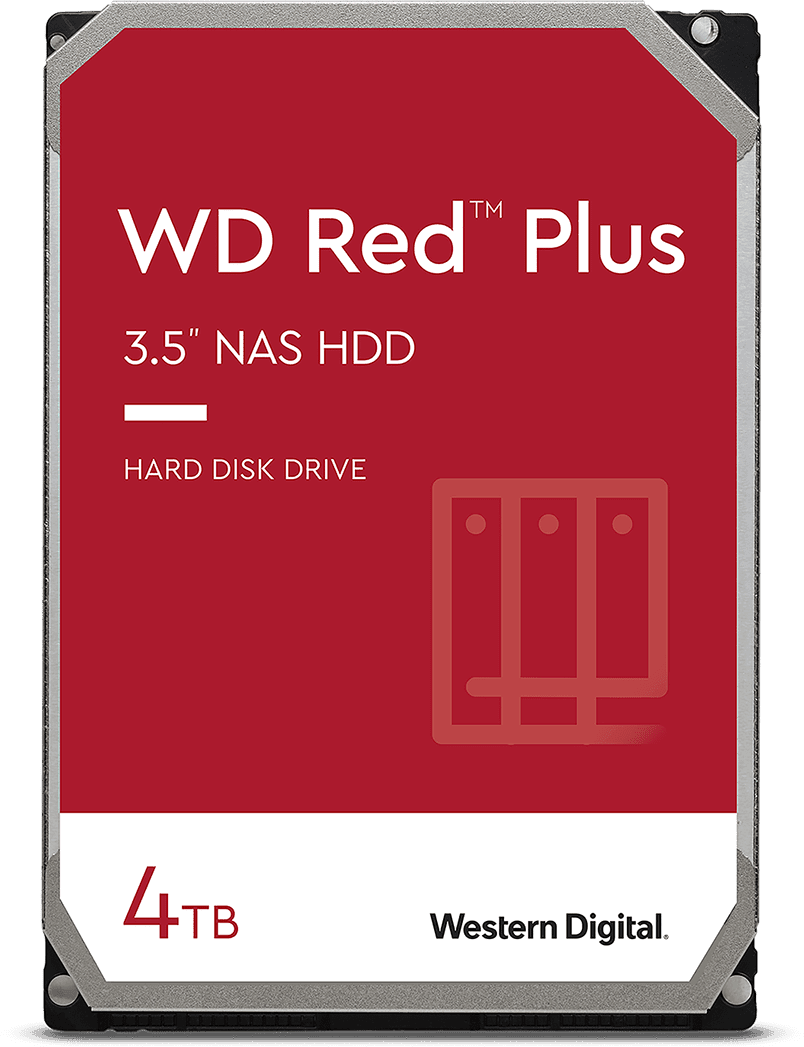 WD Red™ Plus
3.5" NAS HDD
HARD DISK DRIVE
4TB
Western Digital®